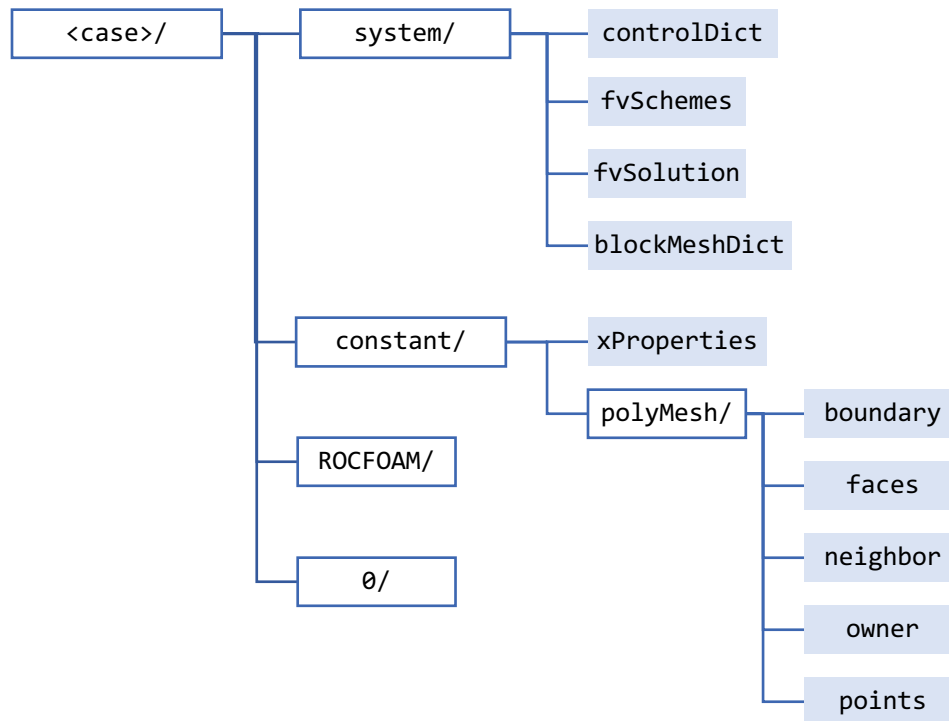 <case>/
system/
controlDict
fvSchemes
fvSolution
blockMeshDict
constant/
xProperties
polyMesh/
boundary
faces
neighbor
owner
points
ROCFOAM/
0/